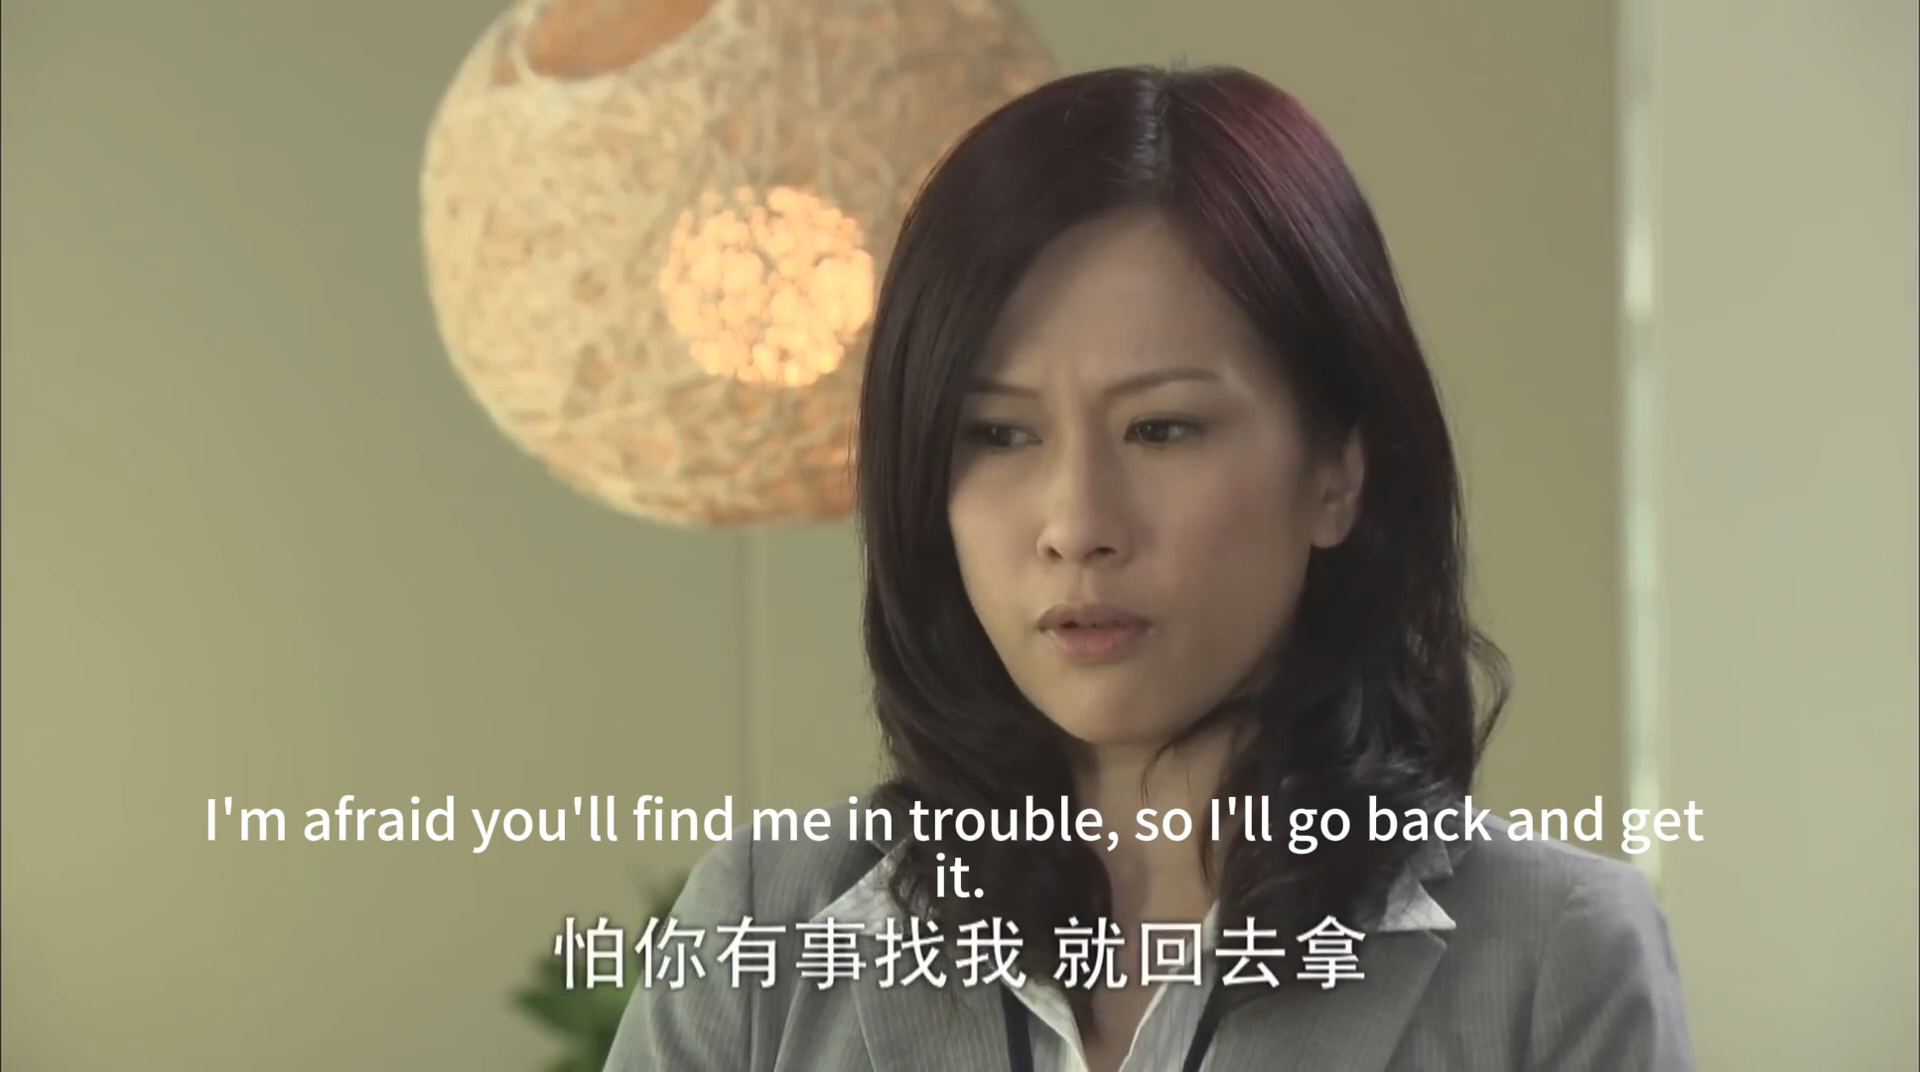 I'm afraid you'll find me in trouble, so I'll go back and get
it.
怕你有事找我 就回去拿